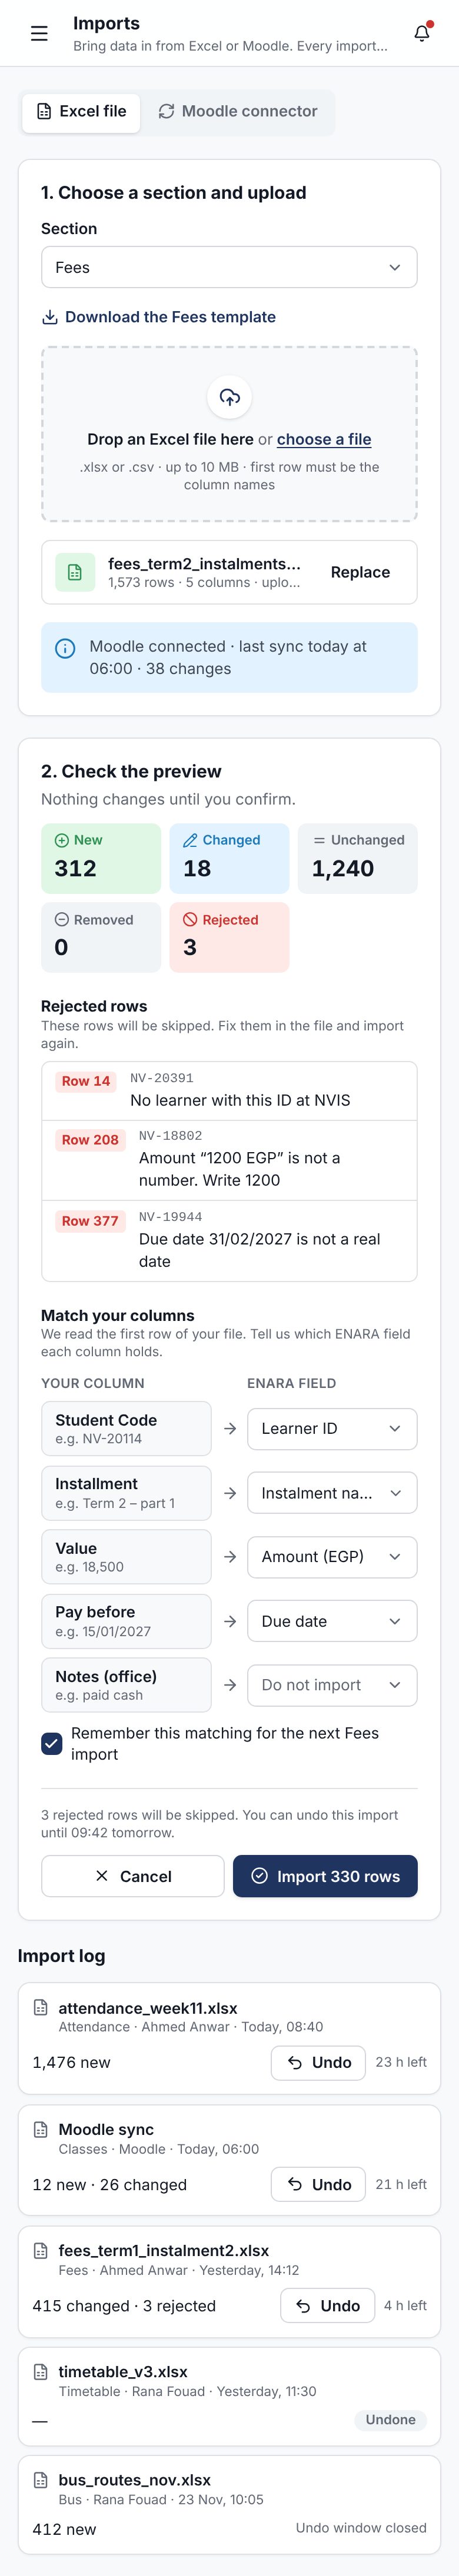 Imports
Bring data in from Excel or Moodle. Every import...
Excel file
Moodle connector
1. Choose a section and upload
Section
Fees
Download the Fees template
Drop an Excel file here or choose a file
.xlsx or .csv · up to 10 MB · first row must be the
column names
fees_term2_instalments...
1,573 rows · 5 columns · uplo...
Replace
Moodle connected · last sync today at
06:00 · 38 changes
2. Check the preview
Nothing changes until you confirm.
New
312
Changed
18
Unchanged
1,240
Removed
0
Rejected
3
Rejected rows
These rows will be skipped. Fix them in the file and import
again.
Row 14
NV-20391
No learner with this ID at NVIS
Row 208
NV-18802
Amount “1200 EGP” is not a
number. Write 1200
Row 377
NV-19944
Due date 31/02/2027 is not a real
date
Match your columns
We read the first row of your file. Tell us which ENARA field
each column holds.
YOUR COLUMN
ENARA FIELD
Student Code
e.g. NV-20114
Learner ID
Installment
e.g. Term 2 – part 1
Instalment na...
Value
e.g. 18,500
Amount (EGP)
Pay before
e.g. 15/01/2027
Due date
Notes (office)
e.g. paid cash
Do not import
Remember this matching for the next Fees
import
3 rejected rows will be skipped. You can undo this import
until 09:42 tomorrow.
Cancel
Import 330 rows
Import log
attendance_week11.xlsx
Attendance · Ahmed Anwar · Today, 08:40
1,476 new
Undo
23 h left
Moodle sync
Classes · Moodle · Today, 06:00
12 new · 26 changed
Undo
21 h left
fees_term1_instalment2.xlsx
Fees · Ahmed Anwar · Yesterday, 14:12
415 changed · 3 rejected
Undo
4 h left
timetable_v3.xlsx
Timetable · Rana Fouad · Yesterday, 11:30
—
Undone
bus_routes_nov.xlsx
Bus · Rana Fouad · 23 Nov, 10:05
412 new
Undo window closed